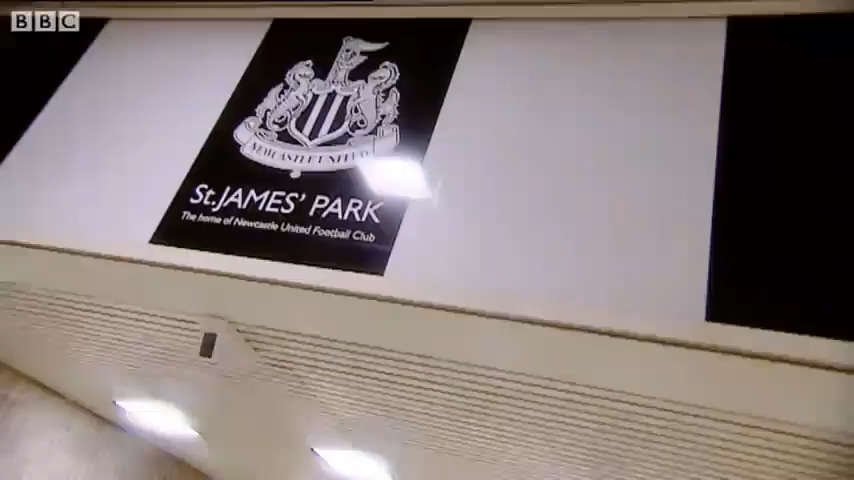 BBC
NEWCASTLE UNITED
St.JAMES' PARK
The home of Newcastle United Football Club